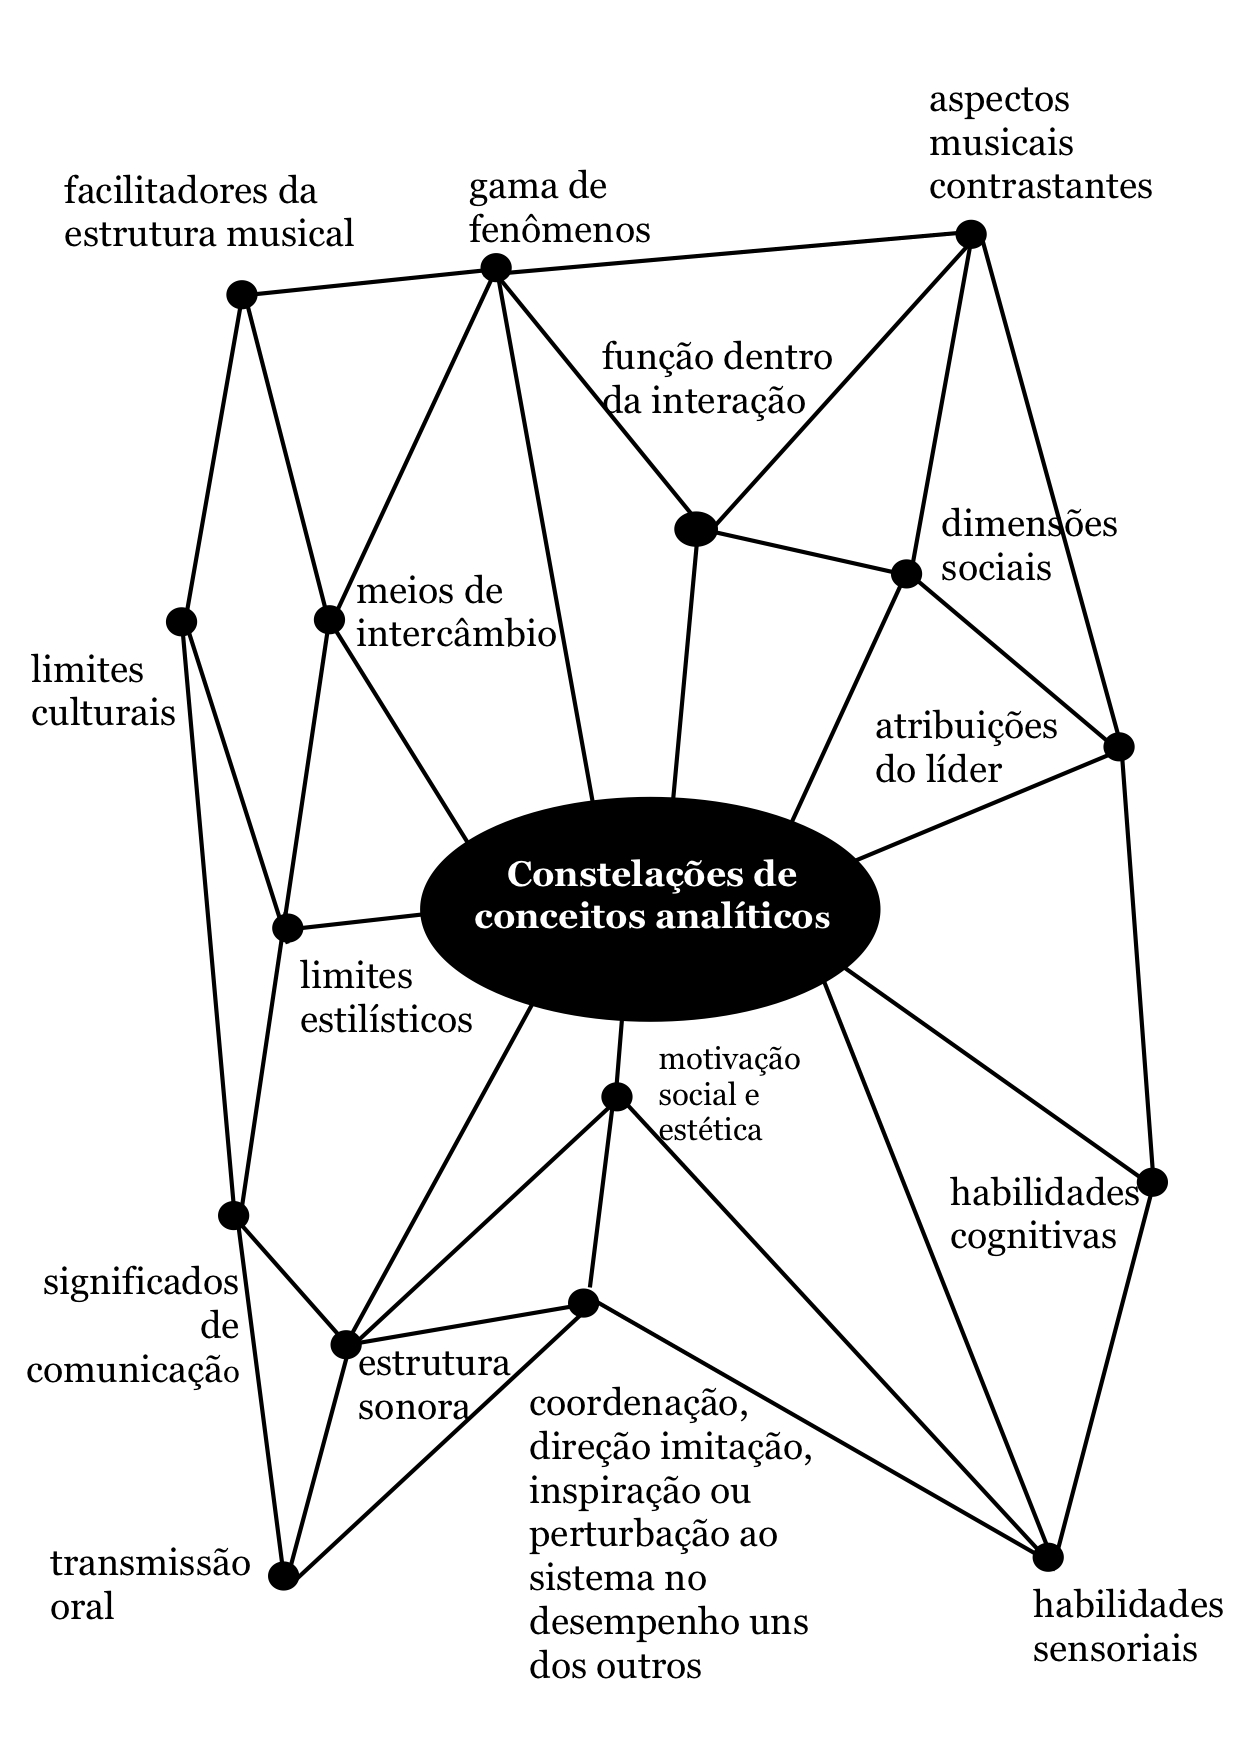 aspectos
musicais
contrastantes
facilitadores da
estrutura musical
gama de
fenômenos
função dentro
da interação
dimensões
sociais
meios de
intercâmbio
limites
culturais
atribuições
do líder
Constelações de
conceitos analíticos
limites
estilísticos
motivação
social e
estética
habilidades
cognitivas
significados
de
comunicação
estrutura
sonora
coordenação,
direção imitação,
inspiração ou
perturbação ao
sistema no
desempenho uns
dos outros
transmissão
oral
habilidades
sensoriais